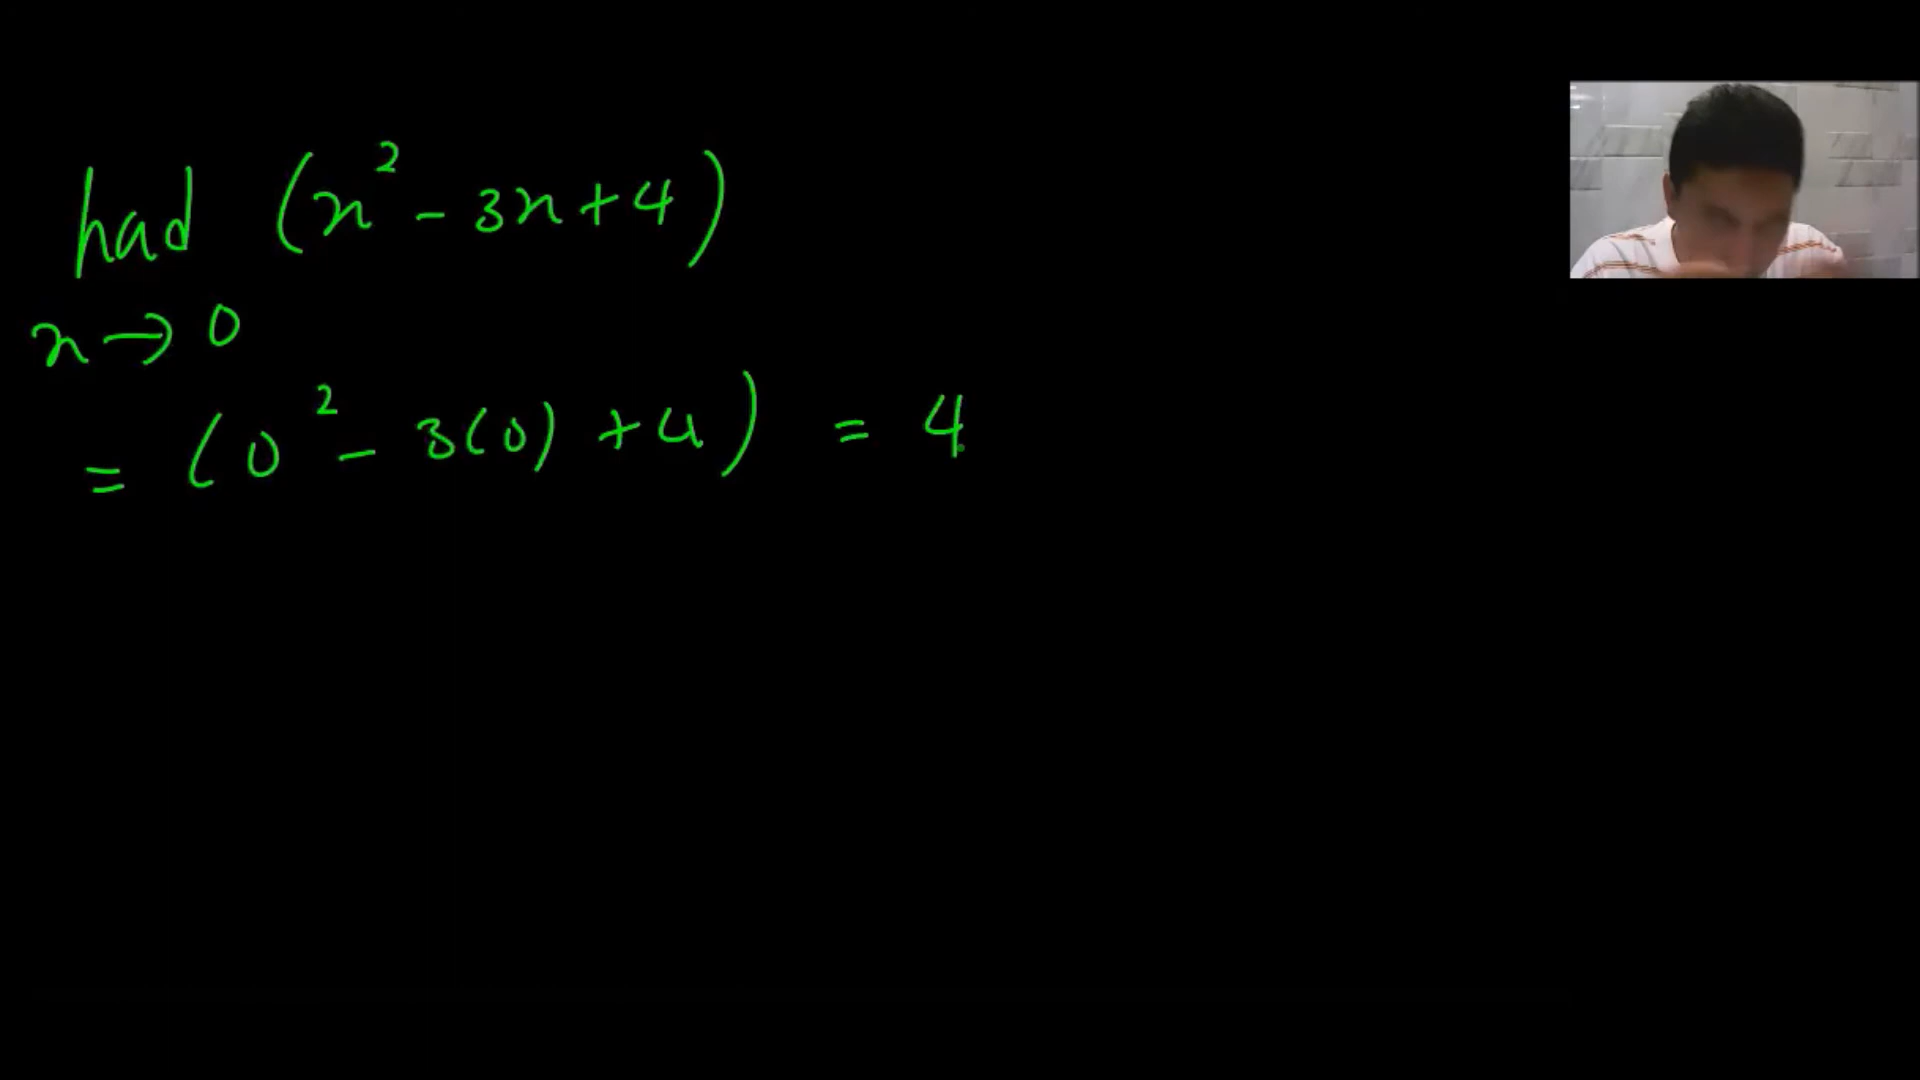 had (x² - 3x + 4)
x → 0
= (0² - 3(0) + 4) = 4